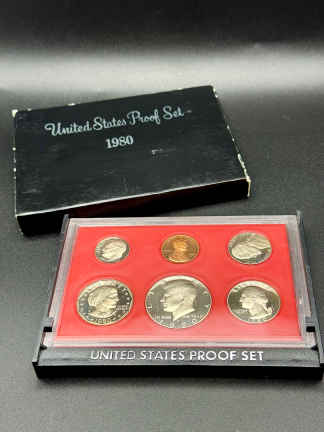 United States Proof Set -
1980
UNITED STATES PROOF SET